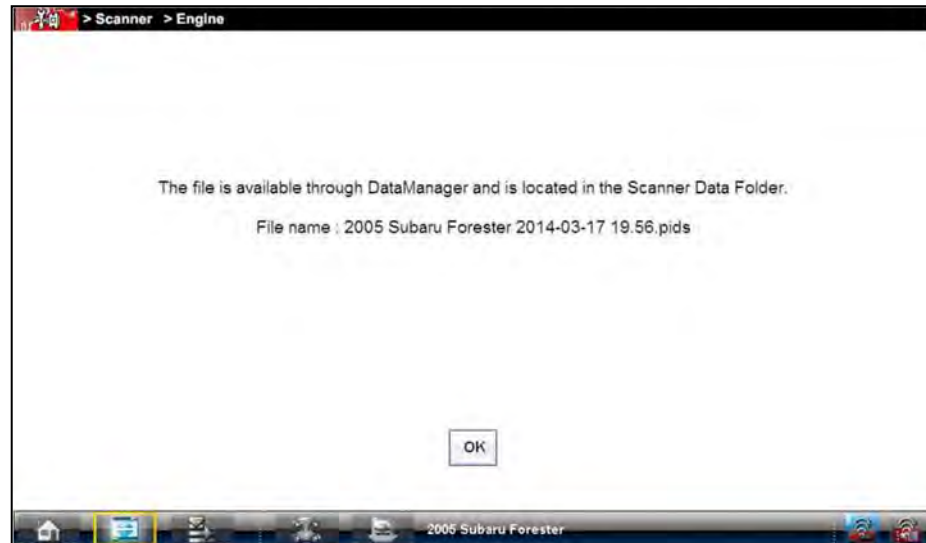 > Scanner > Engine
The file is available through DataManager and is located in the Scanner Data Folder.
File name : 2005 Subaru Forester 2014-03-17 19.56.pids
OK
2005 Subaru Forester